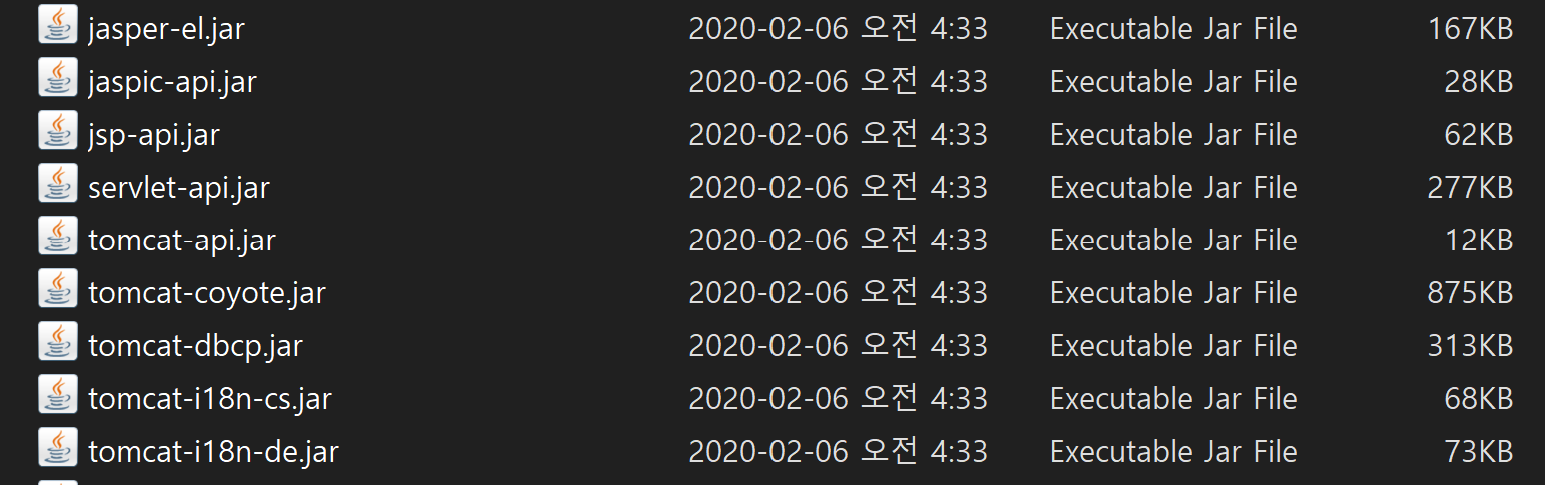 jasper-el.jar 2020-02-06 오전 4:33 Executable Jar File 167KB
jaspic-api.jar 2020-02-06 오전 4:33 Executable Jar File 28KB
jsp-api.jar 2020-02-06 오전 4:33 Executable Jar File 62KB
servlet-api.jar 2020-02-06 오전 4:33 Executable Jar File 277KB
tomcat-api.jar 2020-02-06 오전 4:33 Executable Jar File 12KB
tomcat-coyote.jar 2020-02-06 오전 4:33 Executable Jar File 875KB
tomcat-dbcp.jar 2020-02-06 오전 4:33 Executable Jar File 313KB
tomcat-i18n-cs.jar 2020-02-06 오전 4:33 Executable Jar File 68KB
tomcat-i18n-de.jar 2020-02-06 오전 4:33 Executable Jar File 73KB